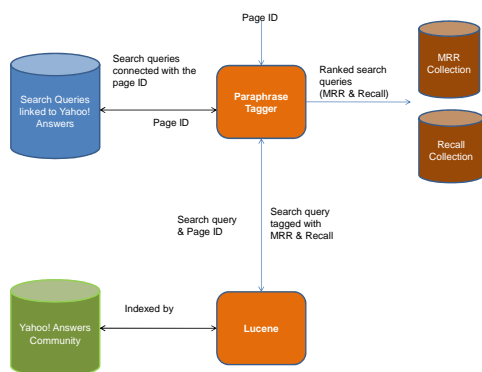 Page ID
Search queries
connected with the
page ID
Search Queries
linked to Yahoo!
Answers
Page ID
Paraphrase
Tagger
Ranked search
queries
(MRR & Recall)
MRR
Collection
Recall
Collection
Search query
& Page ID
Search query
tagged with
MRR & Recall
Yahoo! Answers
Community
Indexed by
Lucene